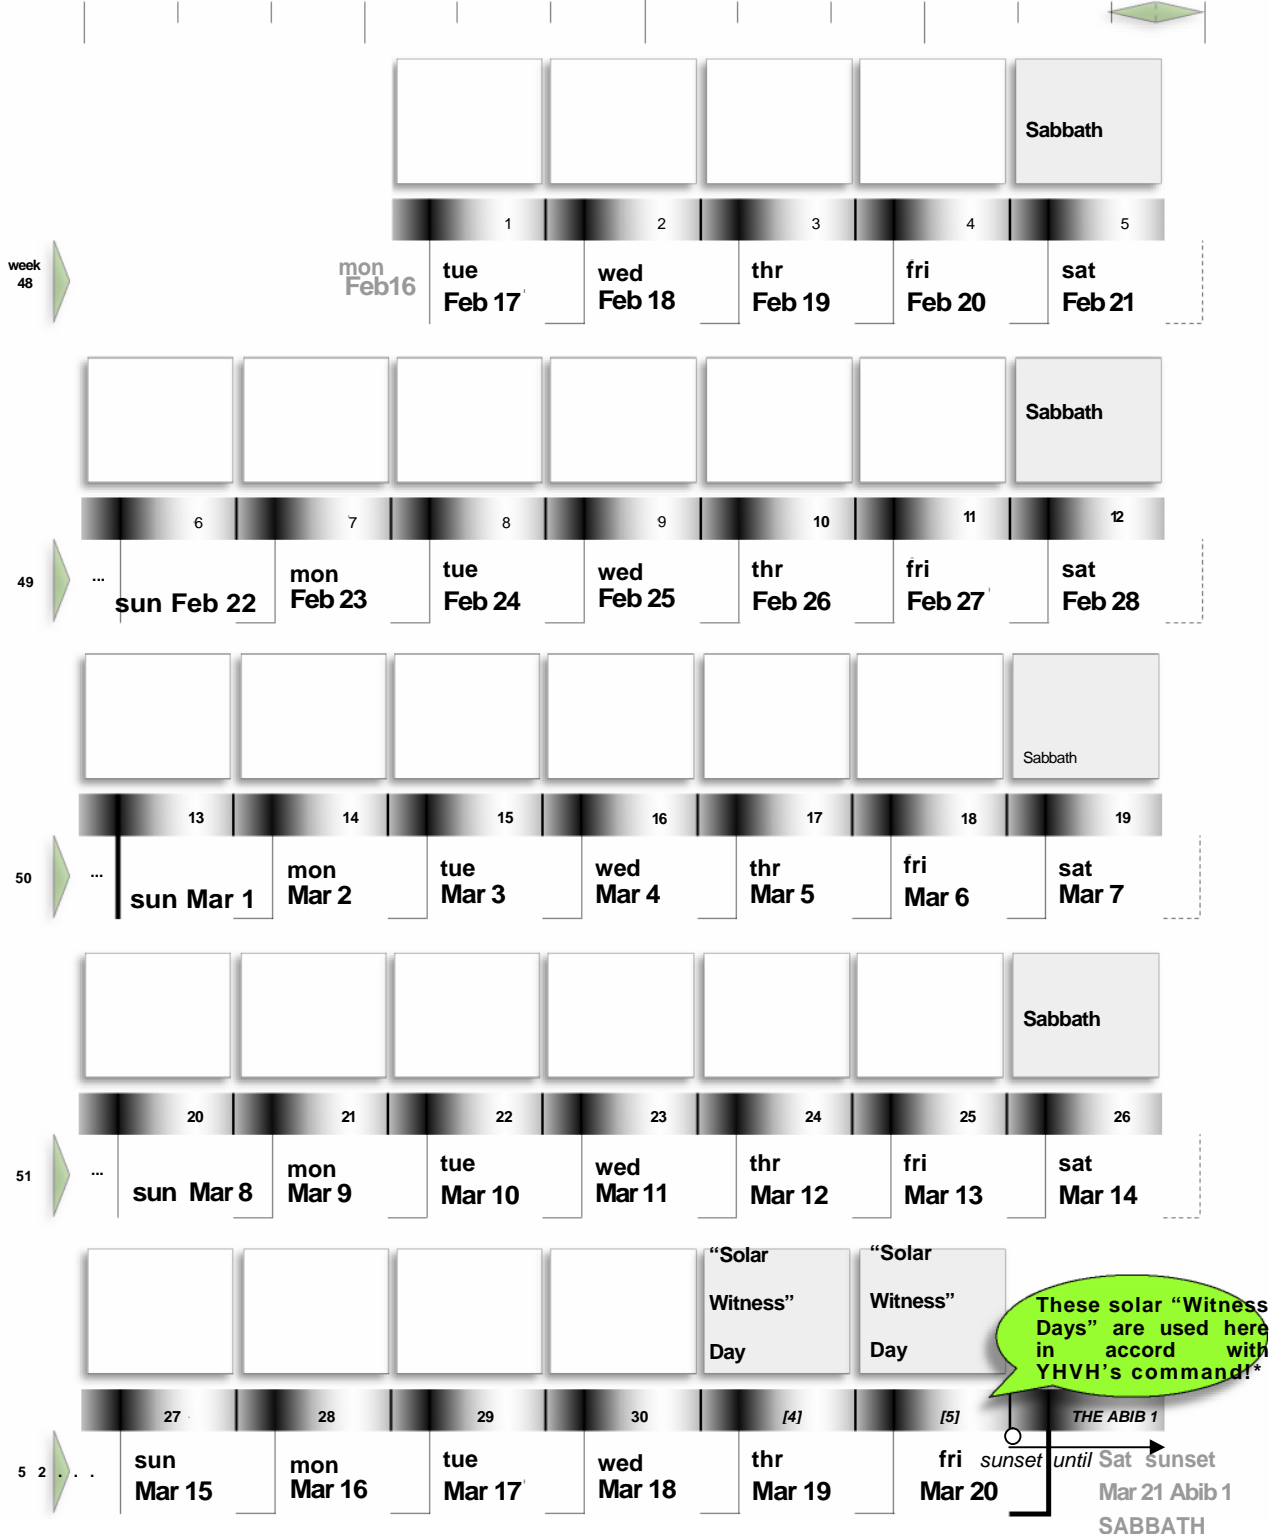 Sabbath
1 2 3 4 5
week
48
mon
Feb16
tue
Feb 17
wed
Feb 18
thr
Feb 19
fri
Feb 20
sat
Feb 21
Sabbath
6 7 8 9 10 11 12
49
...
sun Feb 22
mon
Feb 23
tue
Feb 24
wed
Feb 25
thr
Feb 26
fri
Feb 27
sat
Feb 28
Sabbath
13 14 15 16 17 18 19
50
...
sun Mar 1
mon
Mar 2
tue
Mar 3
wed
Mar 4
thr
Mar 5
fri
Mar 6
sat
Mar 7
Sabbath
20 21 22 23 24 25 26
51
...
sun Mar 8
mon
Mar 9
tue
Mar 10
wed
Mar 11
thr
Mar 12
fri
Mar 13
sat
Mar 14
“Solar
Witness”
Day
“Solar
Witness”
Day
These solar “Witness
Days” are used here
in accord with
YHVH’s command!*
27 28 29 30 [4] [5] THE ABIB 1
5 2 . . .
sun
Mar 15
mon
Mar 16
tue
Mar 17
wed
Mar 18
thr
Mar 19
fri
Mar 20
sunset until Sat sunset
Mar 21 Abib 1
SABBATH